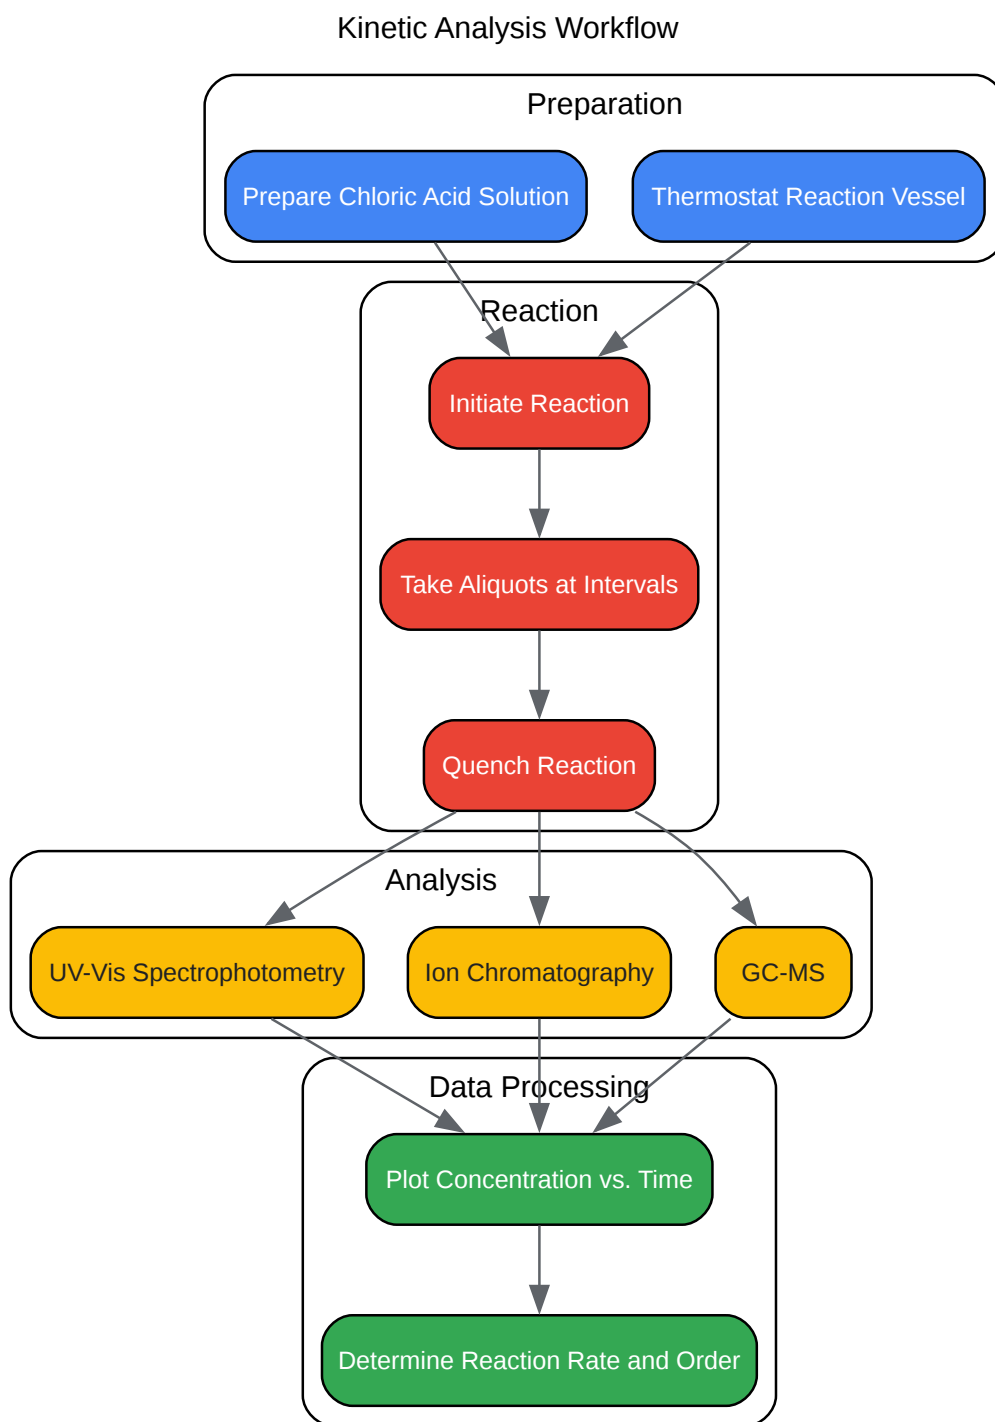 Kinetic Analysis Workflow
Preparation
Prepare Chloric Acid Solution
Thermostat Reaction Vessel
Reaction
Initiate Reaction
Take Aliquots at Intervals
Quench Reaction
Analysis
UV-Vis Spectrophotometry
Ion Chromatography
GC-MS
Data Processing
Plot Concentration vs. Time
Determine Reaction Rate and Order